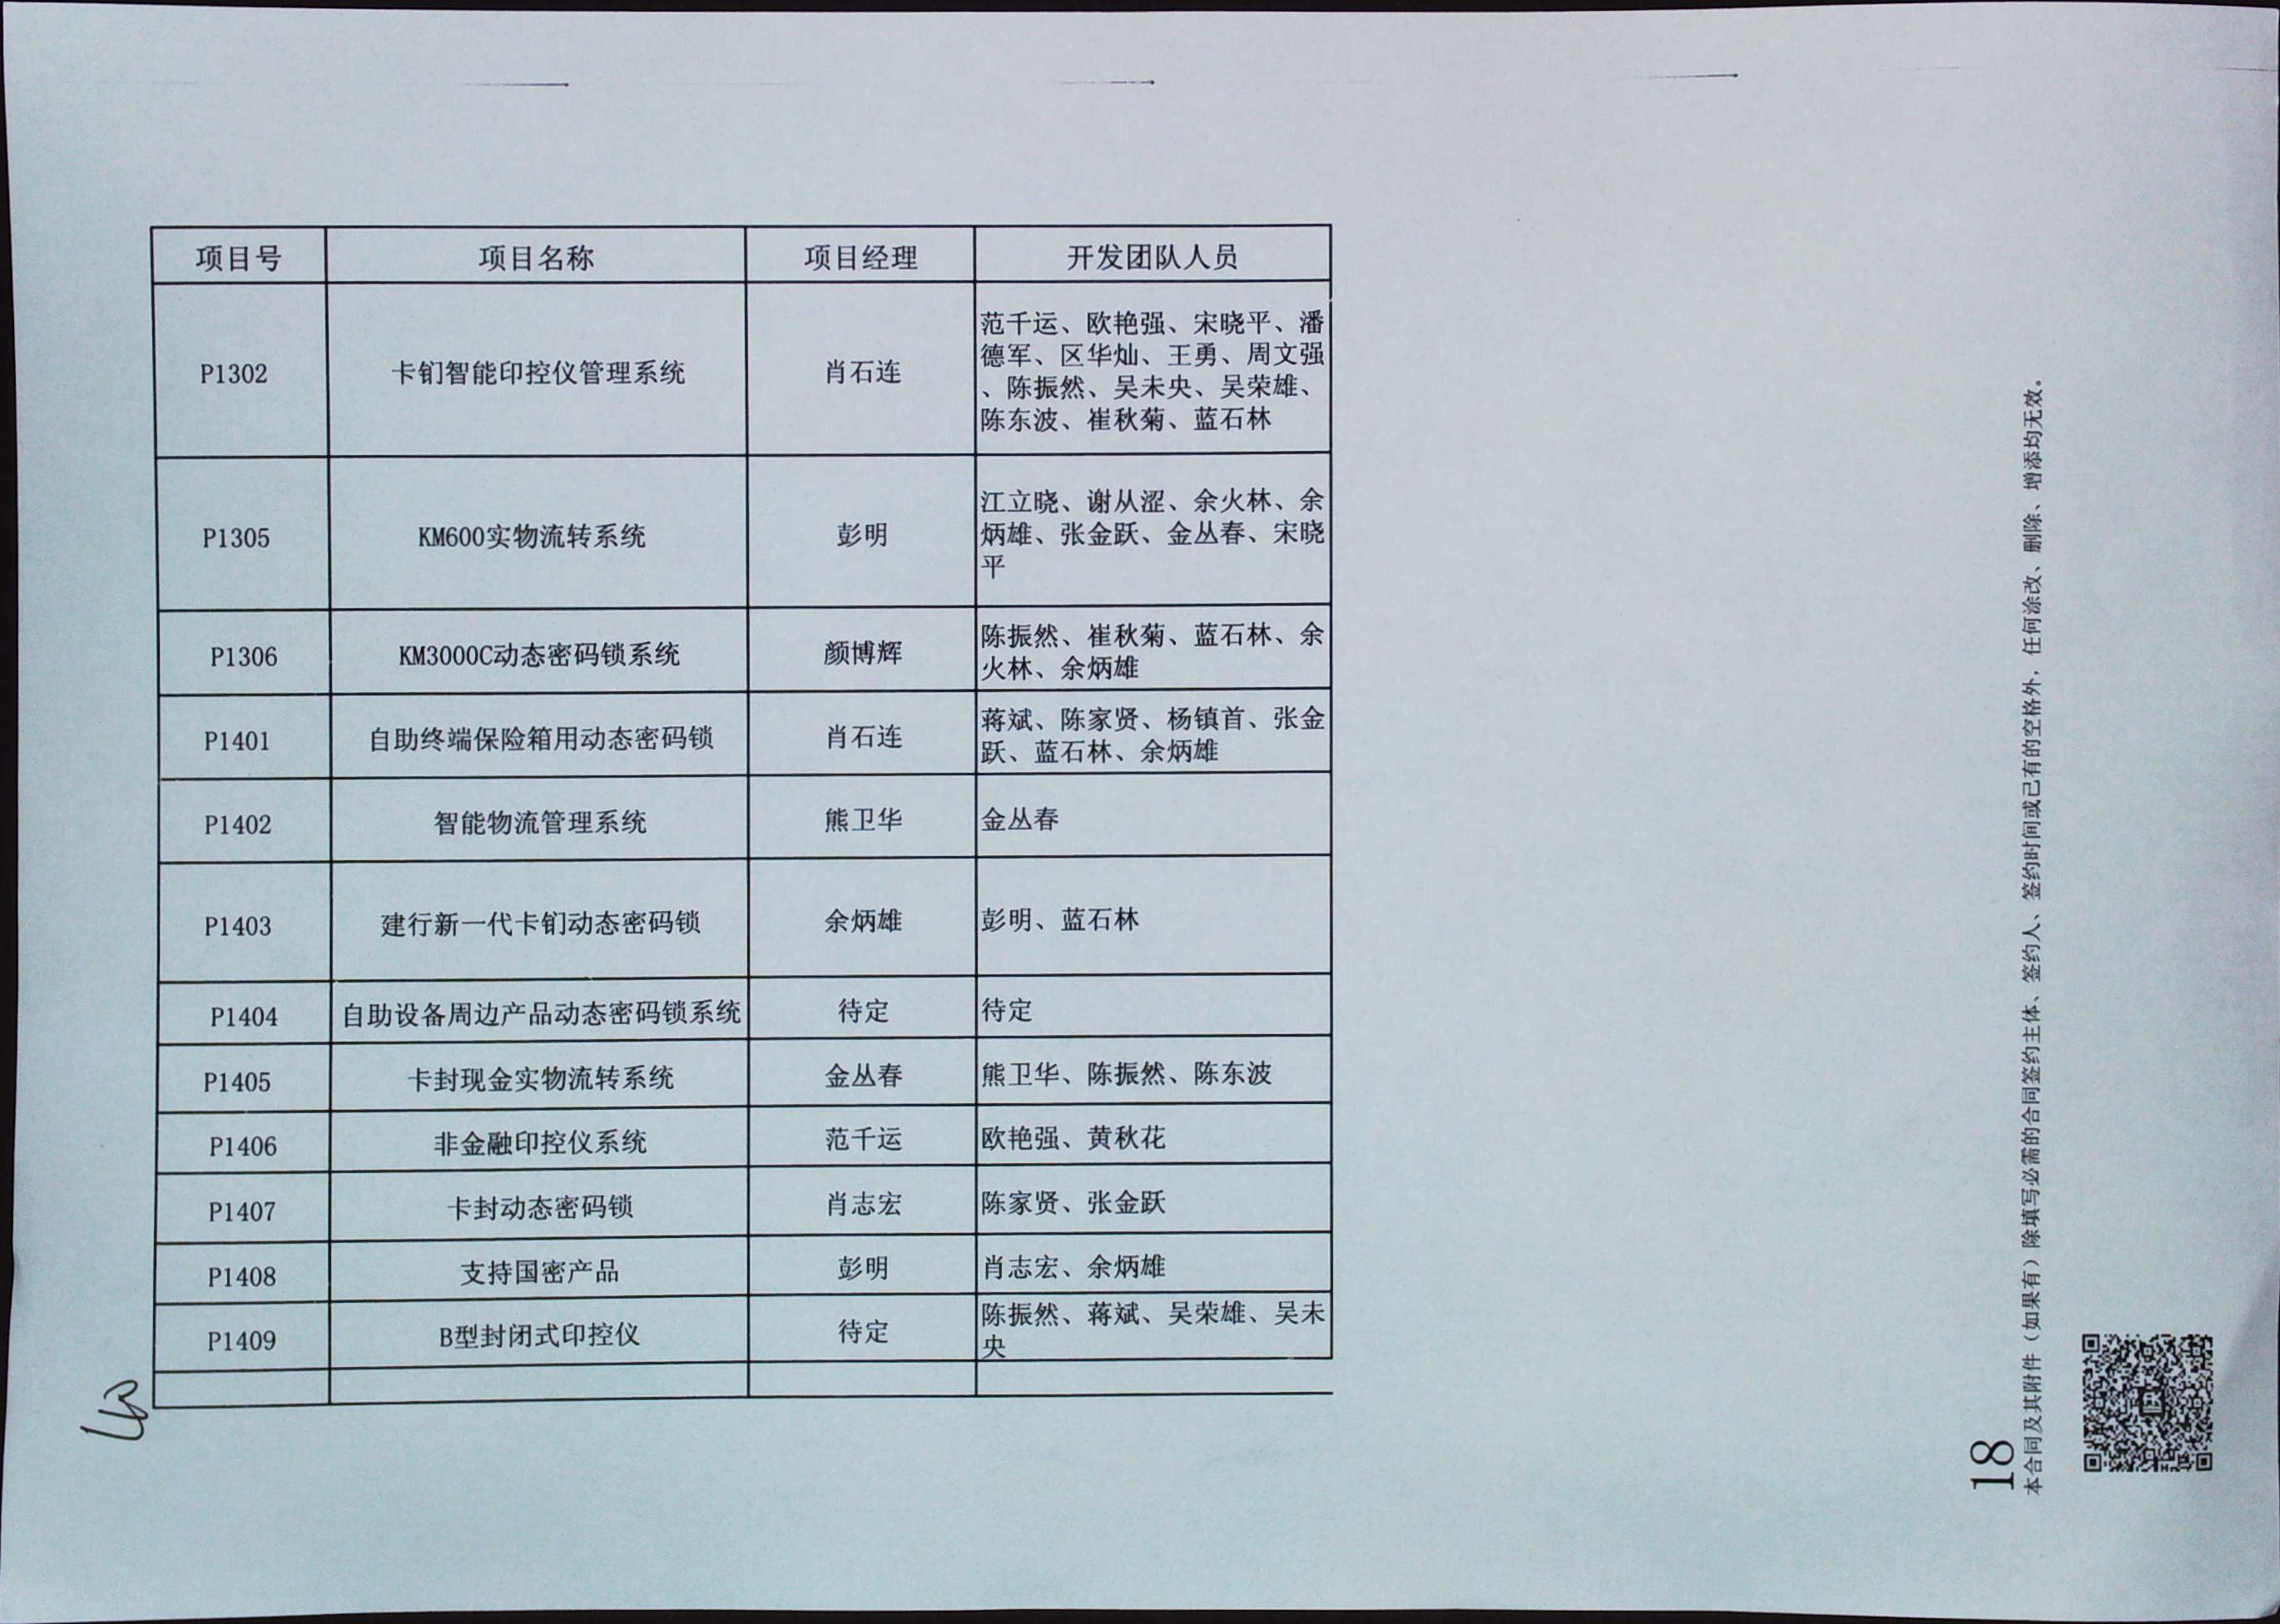 项目号 项目名称 项目经理 开发团队人员
P1302 卡钔智能印控仪管理系统 肖石连
范千运、欧艳强、宋晓平、潘
德军、区华灿、王勇、周文强
、陈振然、吴未央、吴荣雄、
陈东波、崔秋菊、蓝石林
P1305 KM600实物流转系统 彭明
江立晓、谢从涩、余火林、余
炳雄、张金跃、金丛春、宋晓
平
P1306 KM3000C动态密码锁系统 颜博辉
陈振然、崔秋菊、蓝石林、余
火林、余炳雄
P1401 自助终端保险箱用动态密码锁 肖石连
蒋斌、陈家贤、杨镇首、张金
跃、蓝石林、余炳雄
P1402 智能物流管理系统 熊卫华 金丛春
P1403 建行新一代卡钔动态密码锁 余炳雄 彭明、蓝石林
P1404 自助设备周边产品动态密码锁系统 待定 待定
P1405 卡封现金实物流转系统 金丛春 熊卫华、陈振然、陈东波
P1406 非金融印控仪系统 范千运 欧艳强、黄秋花
P1407 卡封动态密码锁 肖志宏 陈家贤、张金跃
P1408 支持国密产品 彭明 肖志宏、余炳雄
P1409 B型封闭式印控仪 待定
陈振然、蒋斌、吴荣雄、吴未
央
18
本合同及其附件（如果有）除填写必需的合同签约主体、签约人、签约时间或已有的空格外，任何涂改、删除、增添均无效。